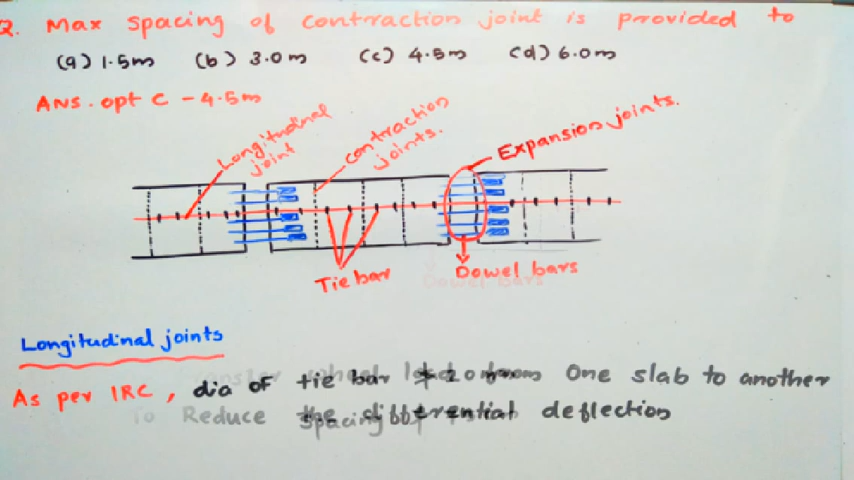 Q. Max spacing of contraction joint is provided to
(a) 1.5m (b) 3.0m (c) 4.5m (d) 6.0m
ANS. opt C - 4.5m
Longitudinal joint
contraction joints.
Expansion joints.
Tie bar
Dowel bars
Longitudinal joints
As per IRC, dia of tie bar One slab to another
To Reduce the differential deflection